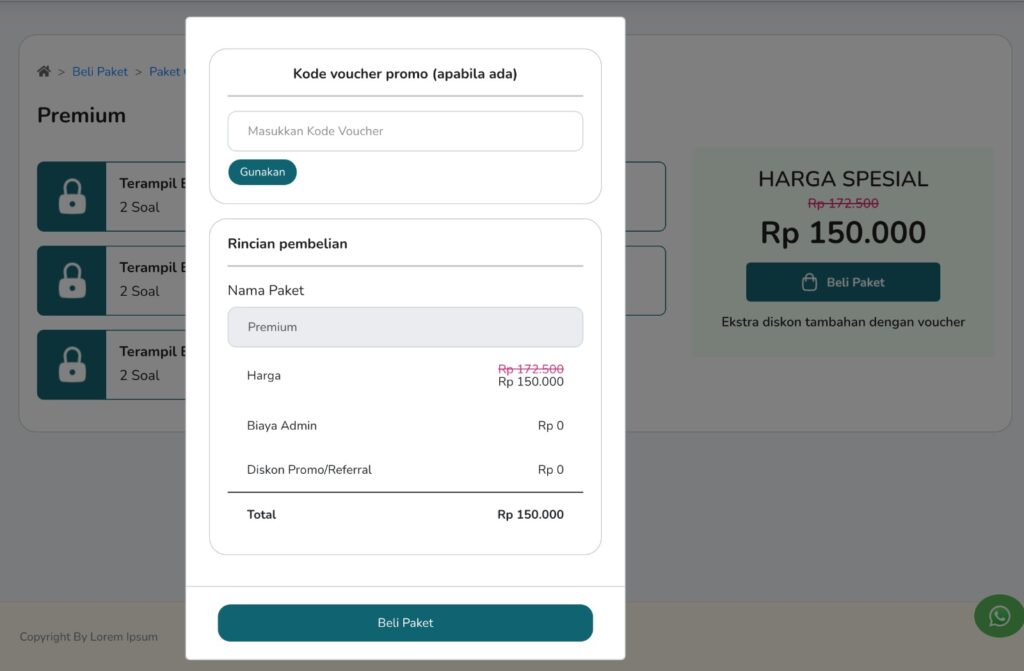 Kode voucher promo (apabila ada)
Masukkan Kode Voucher
Gunakan
Rincian pembelian
Nama Paket
Premium
Harga
Rp 172.500
Rp 150.000
Biaya Admin
Rp 0
Diskon Promo/Referral
Rp 0
Total
Rp 150.000
Beli Paket
> Beli Paket > Paket
Premium
Terampil
2 Soal
Terampil
2 Soal
Terampil
2 Soal
HARGA SPESIAL
Rp 172.500
Rp 150.000
Beli Paket
Ekstra diskon tambahan dengan voucher
Copyright By Lorem Ipsum